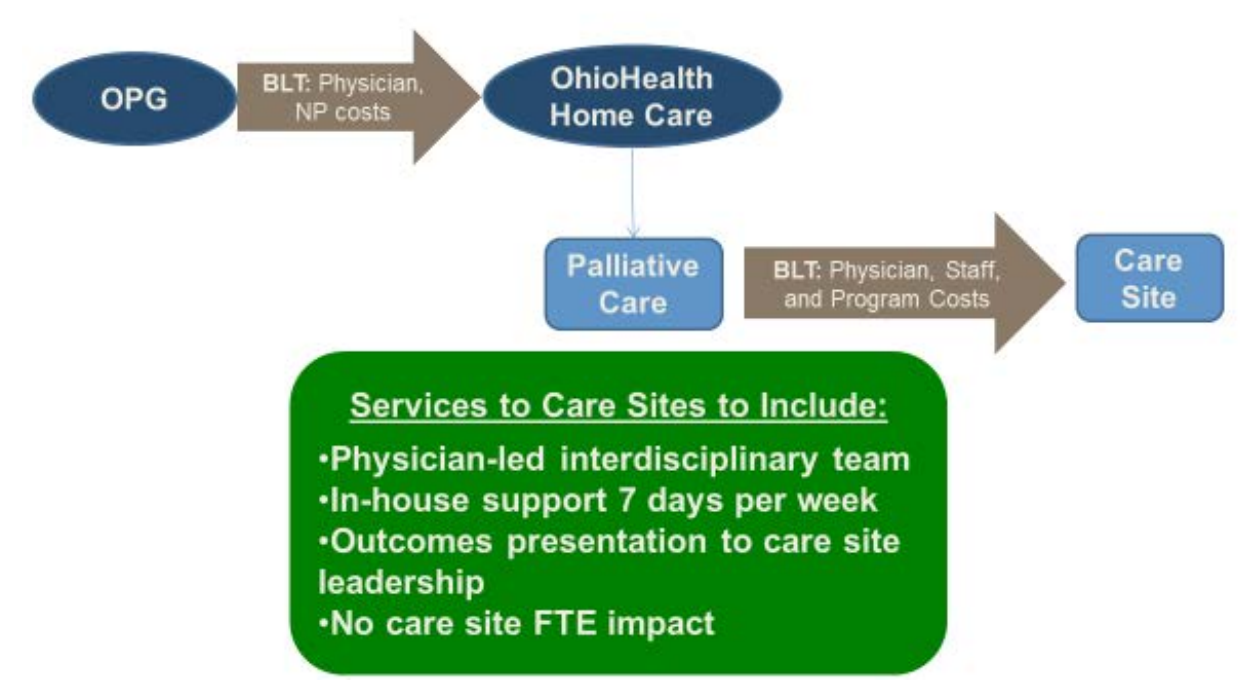 OPG
BLT: Physician,
NP costs
OhioHealth
Home Care
Palliative
Care
BLT: Physician, Staff,
and Program Costs
Care
Site
Services to Care Sites to Include:
•Physician-led interdisciplinary team
•In-house support 7 days per week
•Outcomes presentation to care site
leadership
•No care site FTE impact